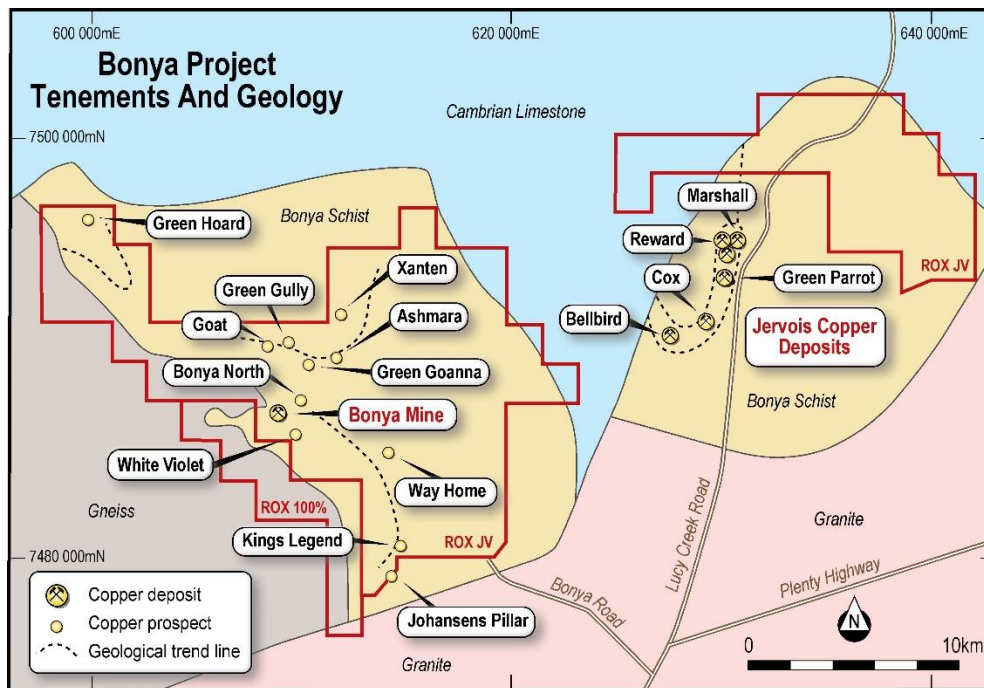 600 000mE
620 000mE
640 000mE
Bonya Project
Tenements And Geology
Cambrian Limestone
7500 000mN
Marshall
Green Hoard
Bonya Schist
Reward
Xanten
Green Gully
Cox
Green Parrot
ROX JV
Goat
Ashmara
Bellbird
Jervois Copper
Deposits
Bonya North
Green Goanna
Bonya Schist
Bonya Mine
White Violet
Way Home
Gneiss
ROX 100%
Lucy Creek Road
Granite
Kings Legend
ROX JV
7480 000mN
Bonya Road
Plenty Highway
Copper deposit
Copper prospect
Geological trend line
Johansens Pillar
N
0
10km
Granite